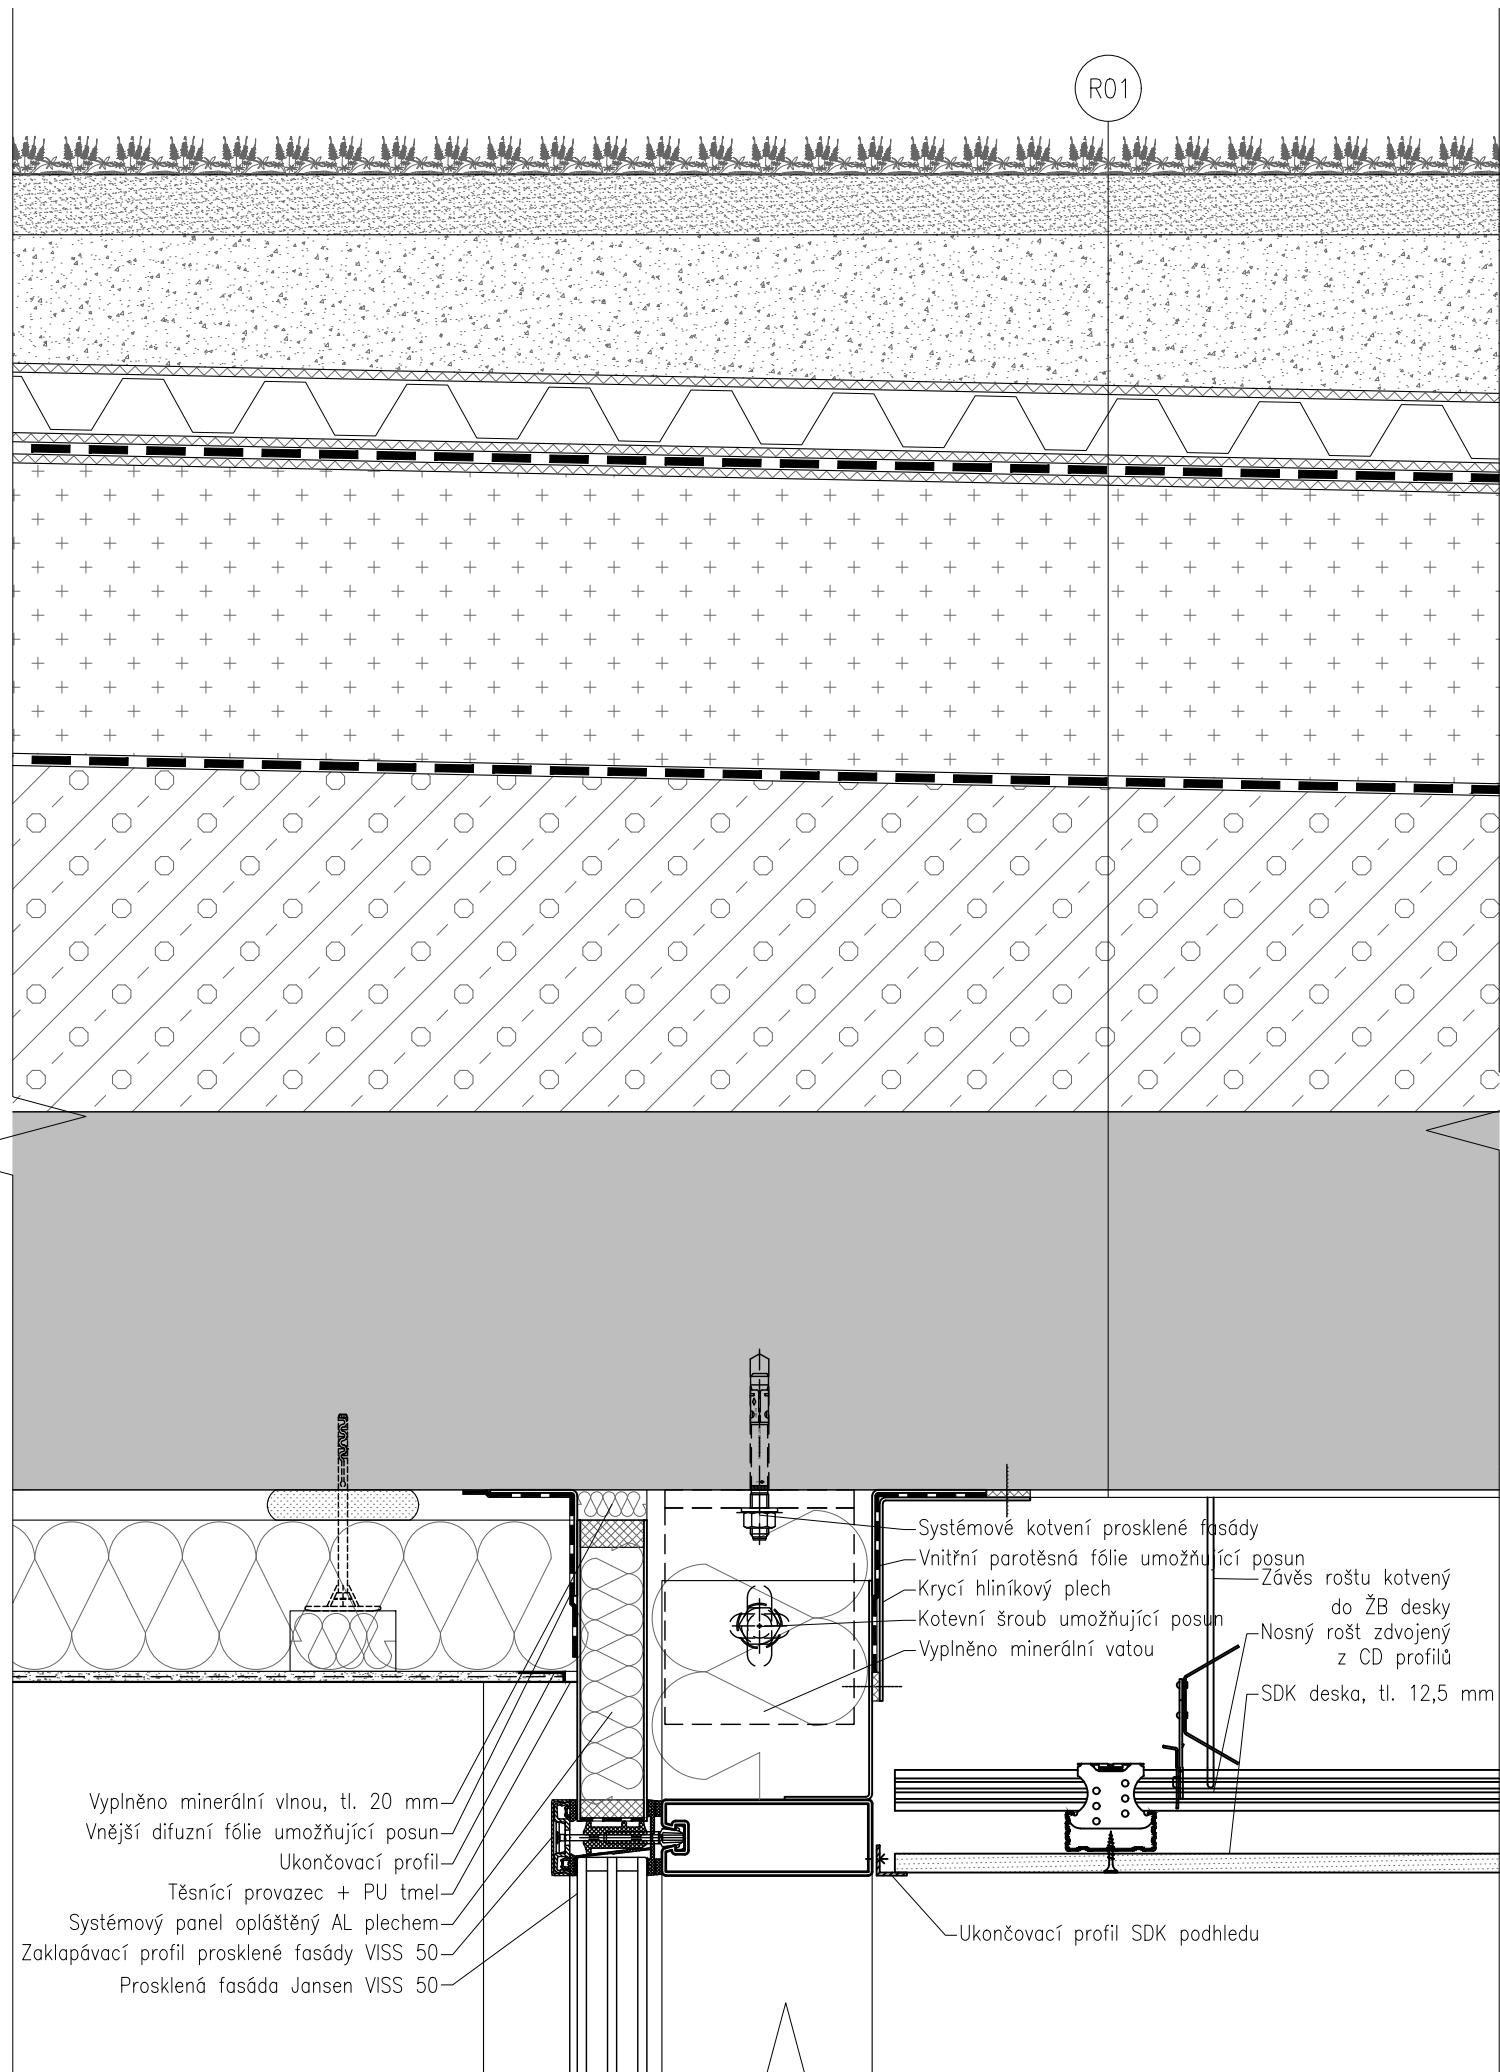 R01
Systémové kotvení prosklené fasády
Vnitřní parotěsná fólie umožňující posun
Krycí hliníkový plech
Kotevní šroub umožňující posun
Vyplněno minerální vatou
Závěs roštu kotvený
do ŽB desky
Nosný rošt zdvojený
z CD profilů
SDK deska, tl. 12,5 mm
Vyplněno minerální vlnou, tl. 20 mm
Vnější difuzní fólie umožňující posun
Ukončovací profil
Těsnící provazec + PU tmel
Systémový panel opláštěný AL plechem
Zaklapávací profil prosklené fasády VISS 50
Prosklená fasáda Jansen VISS 50
Ukončovací profil SDK podhledu